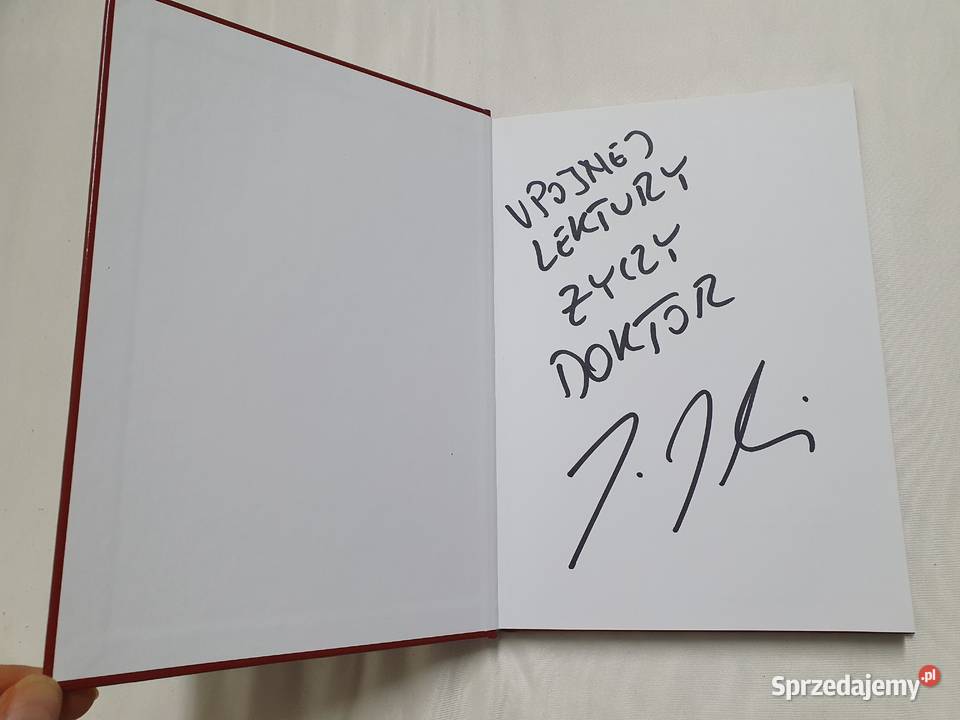 UPOJNEJ
LEKTURY
ZYCZY
DOKTOR
Sprzedajemy.pl